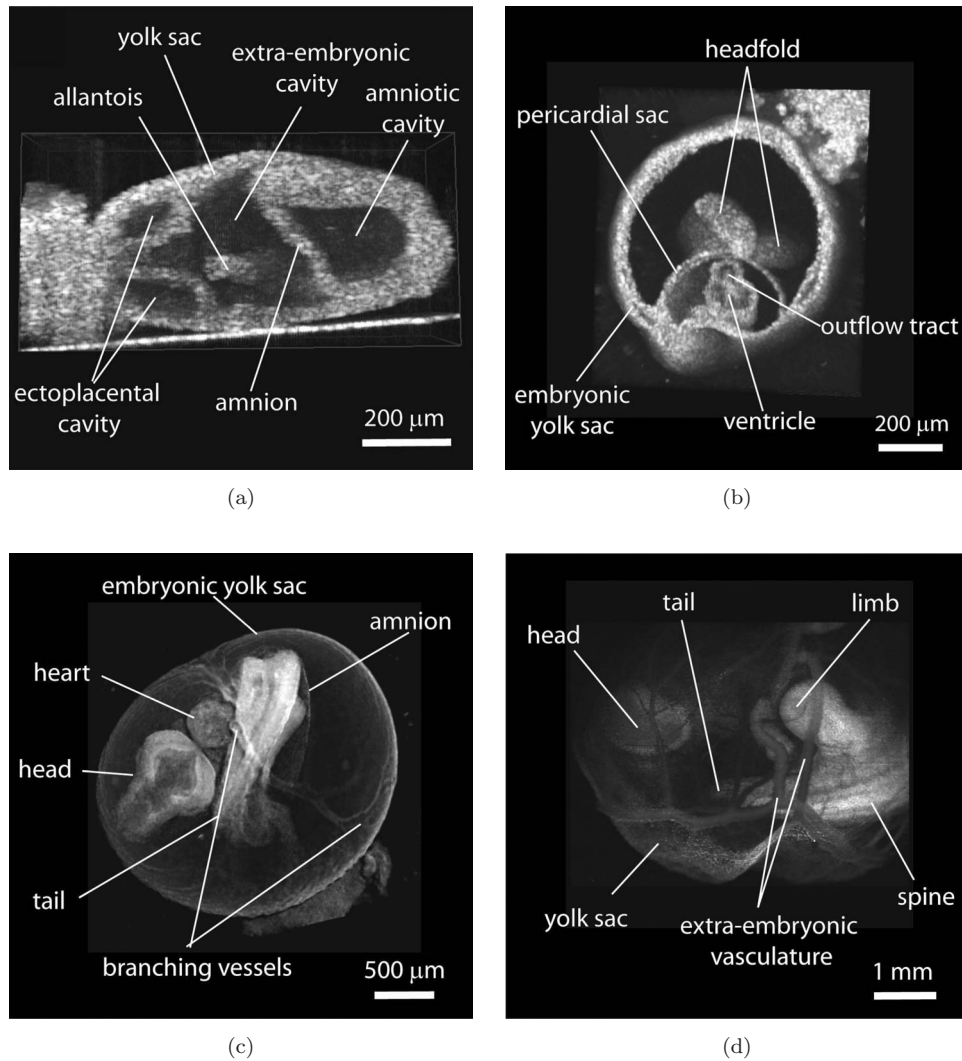 yolk sac
extra-embryonic
cavity
allantois
amniotic
cavity
ectoplacental
cavity
amnion
200 μm
(a)
headfold
pericardial sac
outflow tract
embryonic
yolk sac
ventricle
200 μm
(b)
embryonic yolk sac
amnion
heart
head
tail
branching vessels
500 μm
(c)
tail
limb
head
yolk sac
extra-embryonic
vasculature
spine
1 mm
(d)